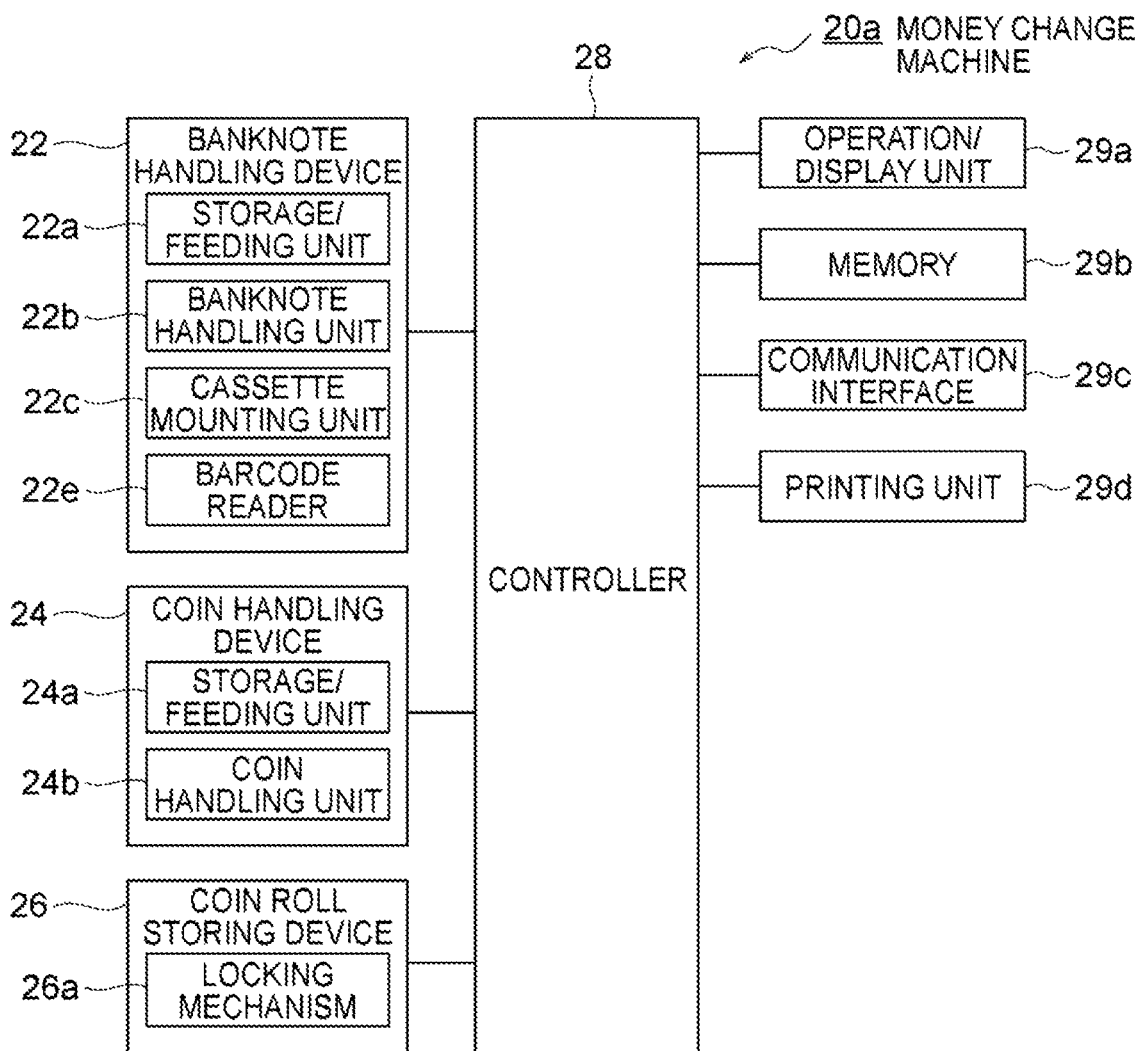 20a MONEY CHANGE
MACHINE
28
22
BANKNOTE
HANDLING DEVICE
22a
STORAGE/
FEEDING UNIT
22b
BANKNOTE
HANDLING UNIT
22c
CASSETTE
MOUNTING UNIT
22e
BARCODE
READER
24
COIN HANDLING
DEVICE
24a
STORAGE/
FEEDING UNIT
24b
COIN
HANDLING UNIT
26
COIN ROLL
STORING DEVICE
26a
LOCKING
MECHANISM
CONTROLLER
OPERATION/
DISPLAY UNIT
29a
MEMORY
29b
COMMUNICATION
INTERFACE
29c
PRINTING UNIT
29d